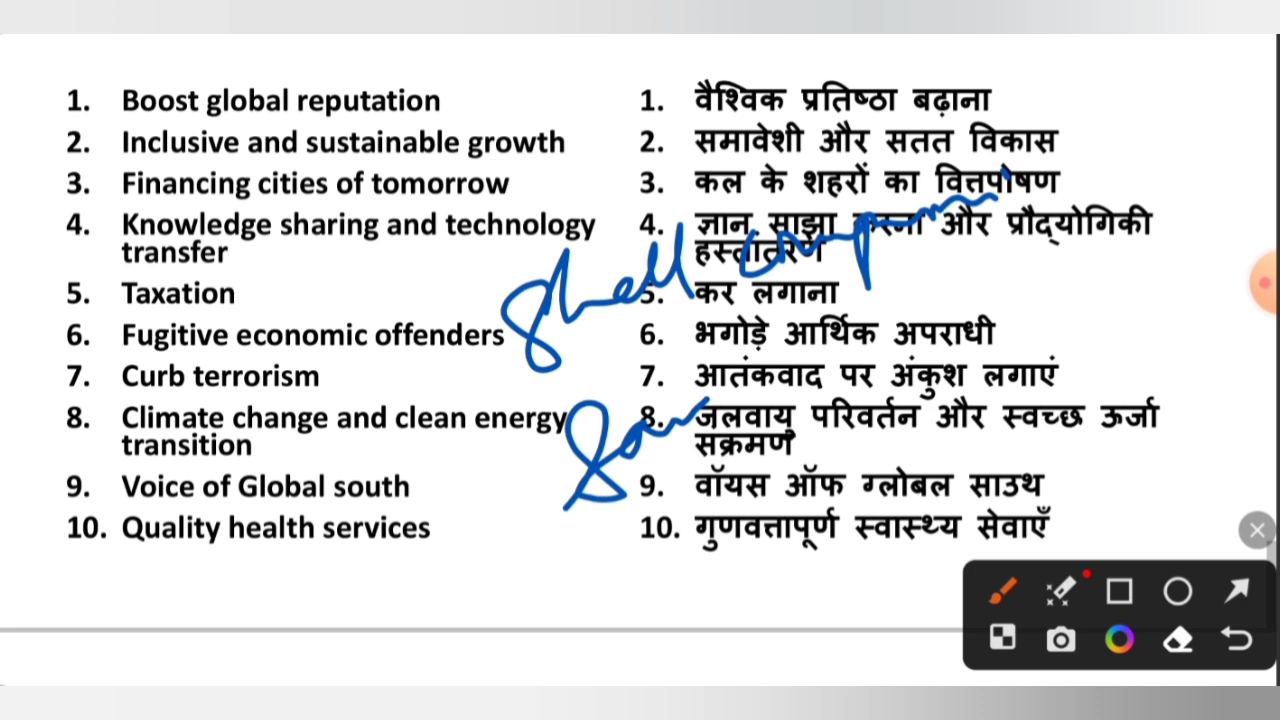 1. Boost global reputation
2. Inclusive and sustainable growth
3. Financing cities of tomorrow
4. Knowledge sharing and technology
transfer
5. Taxation
6. Fugitive economic offenders
7. Curb terrorism
8. Climate change and clean energy
transition
9. Voice of Global south
10. Quality health services
1. वैश्विक प्रतिष्ठा बढ़ाना
2. समावेशी और सतत विकास
3. कल के शहरों का वित्तपोषण
4. ज्ञान साझा करना और प्रौद्योगिकी
हस्तांतरण
5. कर लगाना
6. भगोड़े आर्थिक अपराधी
7. आतंकवाद पर अंकुश लगाएं
8. जलवायु परिवर्तन और स्वच्छ ऊर्जा
संक्रमण
9. वॉयस ऑफ ग्लोबल साउथ
10. गुणवत्तापूर्ण स्वास्थ्य सेवाएँ
Shell